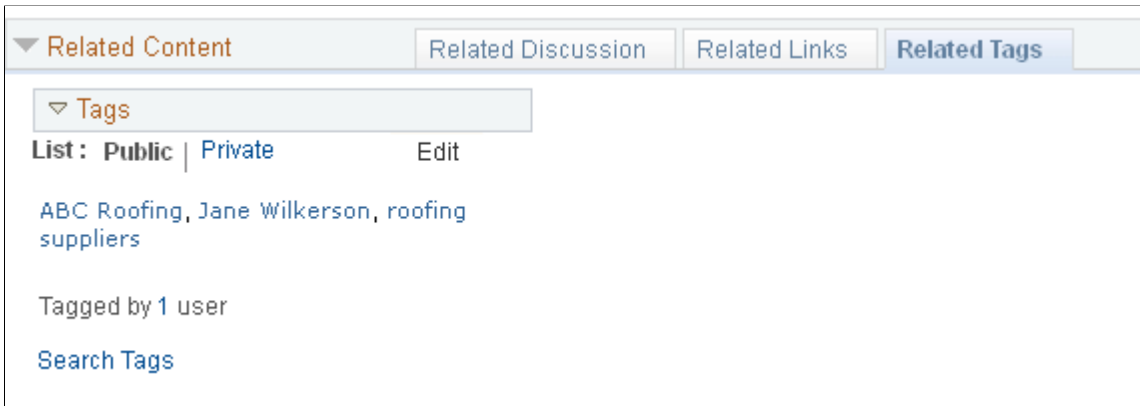 Related Content Related Discussion Related Links Related Tags
Tags
List : Public | Private Edit
ABC Roofing, Jane Wilkerson, roofing
suppliers
Tagged by 1 user
Search Tags